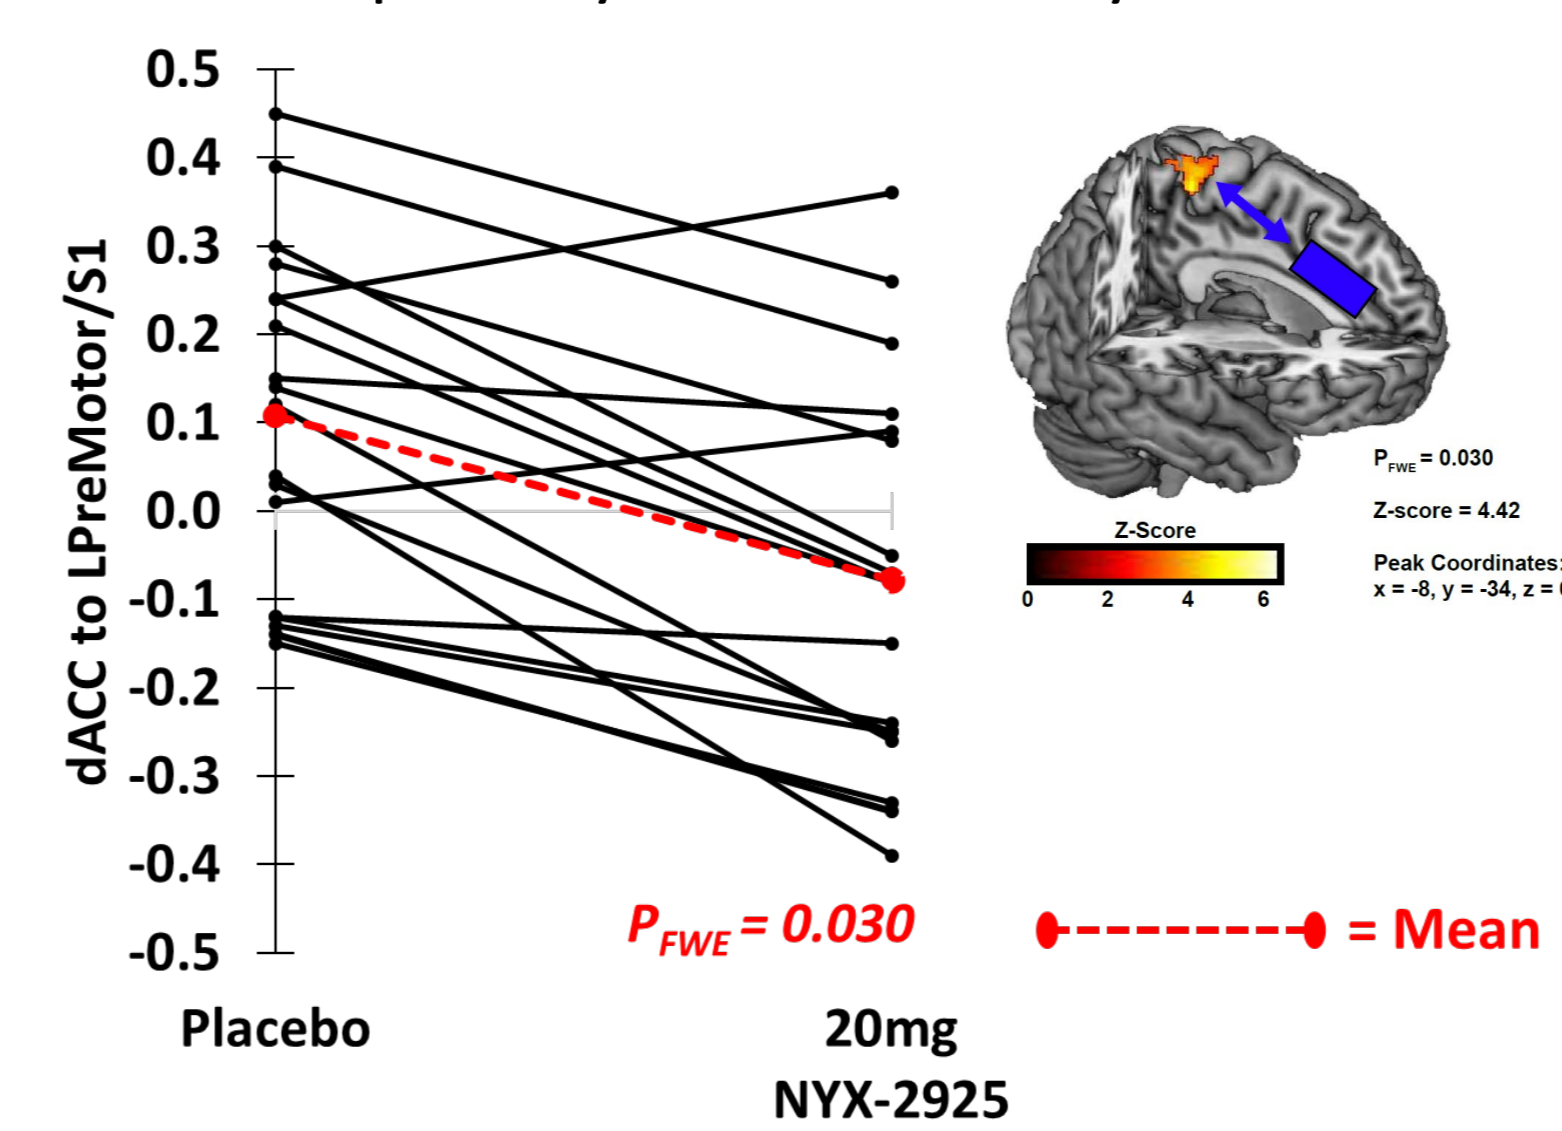 0.5
0.4
0.3
0.2
0.1
0.0
-0.1
-0.2
-0.3
-0.4
-0.5
dACC to LPreMotor/S1
Placebo
20mg
NYX-2925
PFWE = 0.030
= Mean
PFWE = 0.030
Z-score = 4.42
Peak Coordinates:
x = -8, y = -34, z =
Z-Score
0 2 4 6